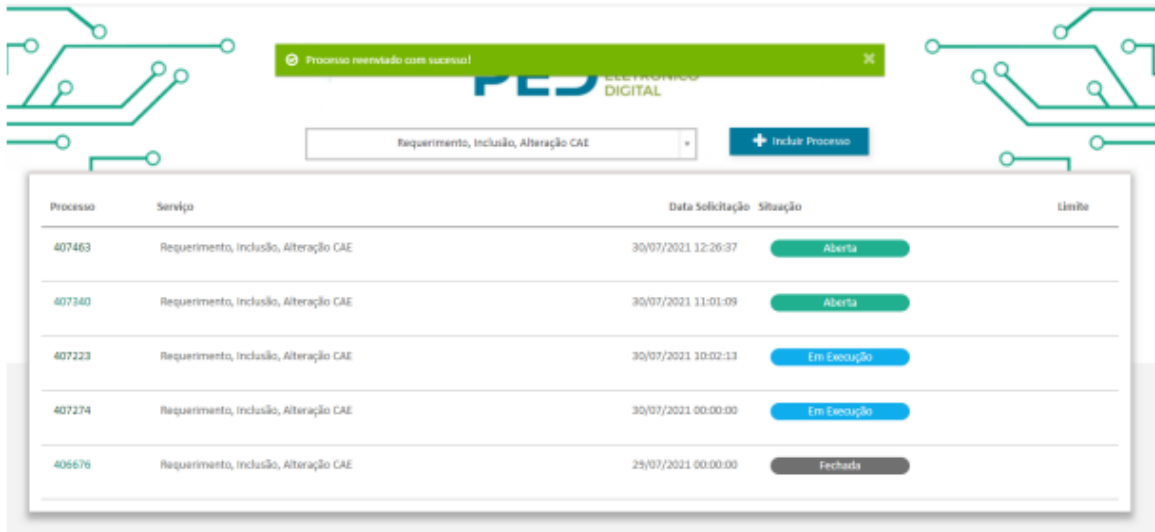 Processo reenviado com sucesso!
PED
DIGITAL
Requerimento, Inclusão, Alteração CAE
Incluir Processo
Processo Serviço Data Solicitação Situação Limite
407463 Requerimento, Inclusão, Alteração CAE 30/07/2021 12:26:37 Aberta
407340 Requerimento, Inclusão, Alteração CAE 30/07/2021 11:01:09 Aberta
407223 Requerimento, Inclusão, Alteração CAE 30/07/2021 10:02:13 Em Execução
407274 Requerimento, Inclusão, Alteração CAE 30/07/2021 00:00:00 Em Execução
406676 Requerimento, Inclusão, Alteração CAE 29/07/2021 00:00:00 Fechada